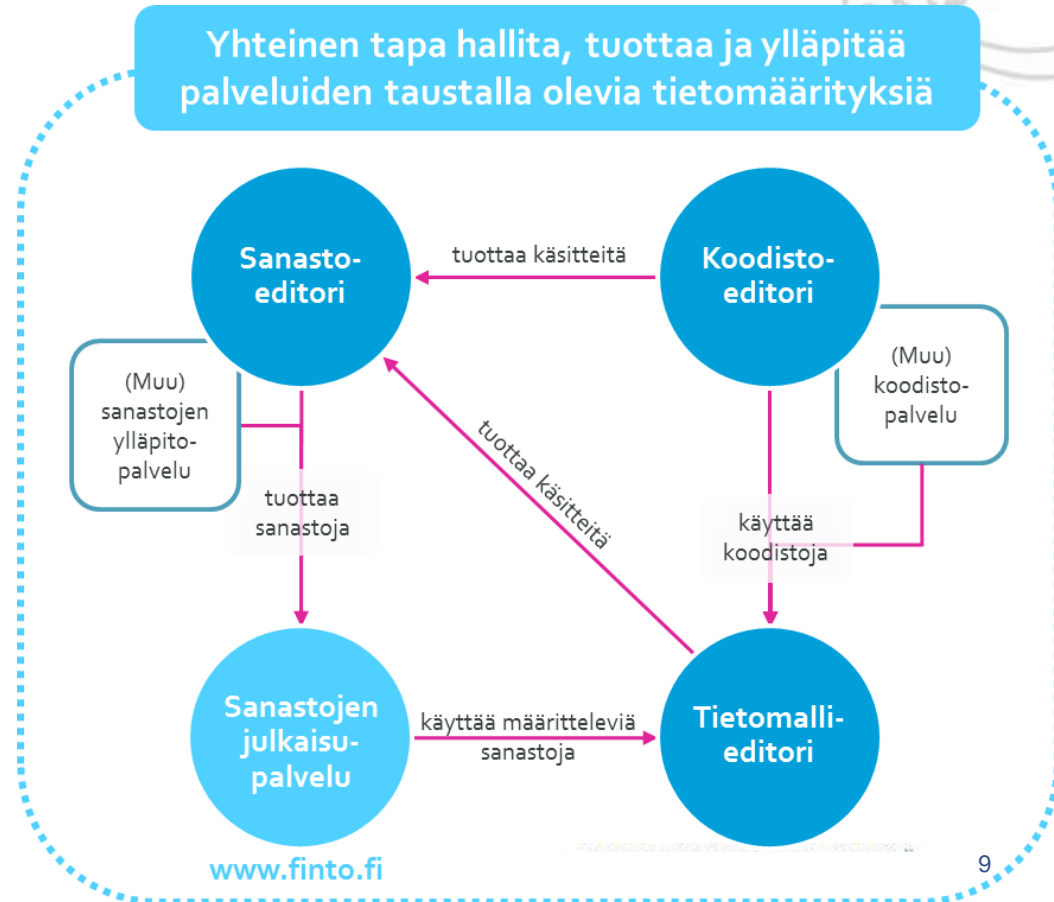 Yhteinen tapa hallita, tuottaa ja ylläpitää
palveluiden taustalla olevia tietomäärityksiä
Sanasto-
editori
tuottaa käsitteitä
Koodisto-
editori
(Muu)
sanastojen
ylläpito-
palvelu
(Muu)
koodisto-
palvelu
tuottaa käsitteitä
tuottaa
sanastoja
käyttää
koodistoja
Sanastojen
julkaisu-
palvelu
käyttää määritteleviä
sanastoja
Tietomalli-
editori
www.finto.fi
9